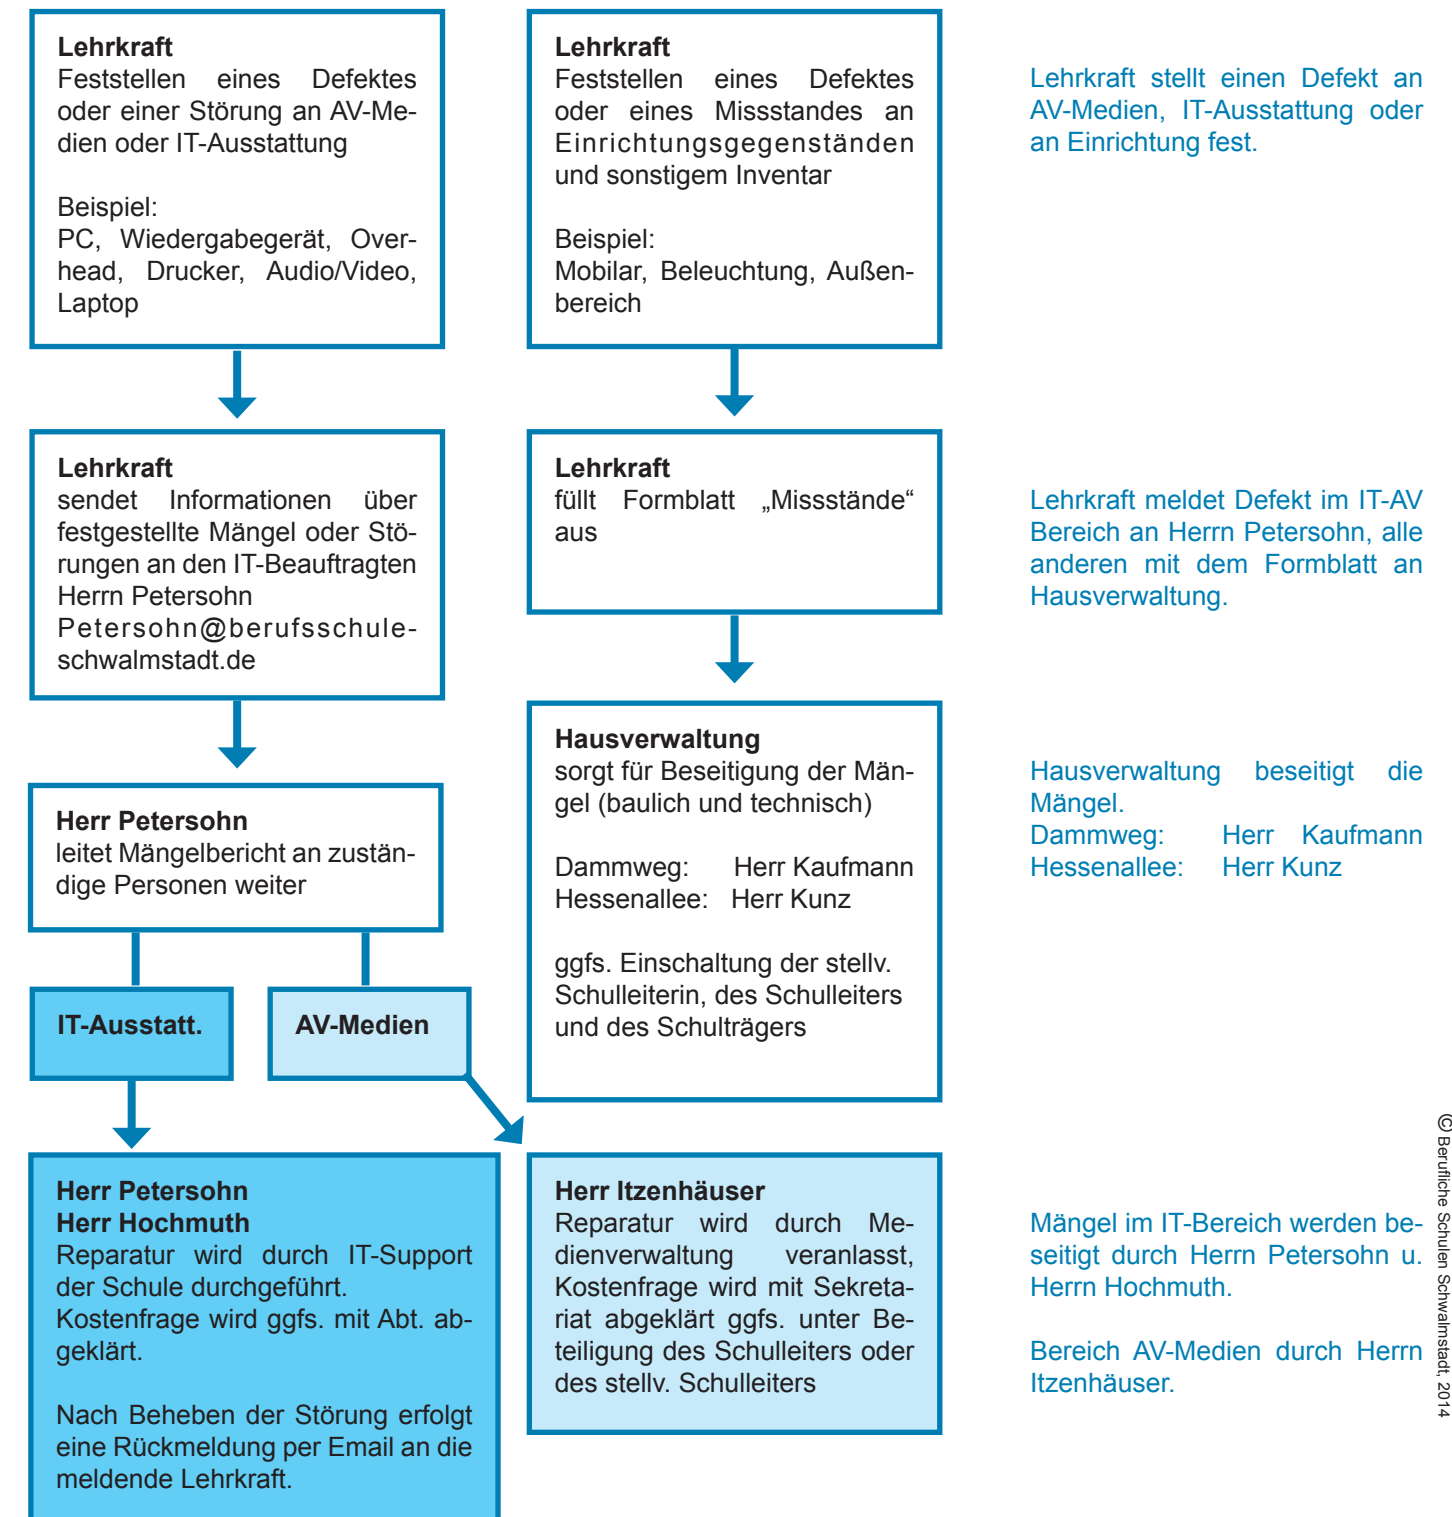 Lehrkraft
Feststellen eines Defektes
oder einer Störung an AV-Me-
dien oder IT-Ausstattung
Beispiel:
PC, Wiedergabegerät, Over-
head, Drucker, Audio/Video,
Laptop
Lehrkraft
Feststellen eines Defektes
oder eines Missstandes an
Einrichtungsgegenständen
und sonstigem Inventar
Beispiel:
Mobilar, Beleuchtung, Außen-
bereich
Lehrkraft stellt einen Defekt an
AV-Medien, IT-Ausstattung oder
an Einrichtung fest.
Lehrkraft
sendet Informationen über
festgestellte Mängel oder Stö-
rungen an den IT-Beauftragten
Herrn Petersohn
Petersohn@berufsschule-
schwalmstadt.de
Lehrkraft
füllt Formblatt „Missstände“
aus
Lehrkraft meldet Defekt im IT-AV
Bereich an Herrn Petersohn, alle
anderen mit dem Formblatt an
Hausverwaltung.
Herr Petersohn
leitet Mängelbericht an zustän-
dige Personen weiter
Hausverwaltung
sorgt für Beseitigung der Män-
gel (baulich und technisch)
Dammweg: Herr Kaufmann
Hessenallee: Herr Kunz
ggfs. Einschaltung der stellv.
Schulleiterin, des Schulleiters
und des Schulträgers
Hausverwaltung beseitigt die
Mängel.
Dammweg: Herr Kaufmann
Hessenallee: Herr Kunz
IT-Ausstatt.
AV-Medien
Herr Petersohn
Herr Hochmuth
Reparatur wird durch IT-Support
der Schule durchgeführt.
Kostenfrage wird ggfs. mit Abt. ab-
geklärt.
Nach Beheben der Störung erfolgt
eine Rückmeldung per Email an die
meldende Lehrkraft.
Herr Itzenhäuser
Reparatur wird durch Me-
dienverwaltung veranlasst,
Kostenfrage wird mit Sekreta-
riat abgeklärt ggfs. unter Be-
teiligung des Schulleiters oder
des stellv. Schulleiters
Mängel im IT-Bereich werden be-
seitigt durch Herrn Petersohn u.
Herrn Hochmuth.
Bereich AV-Medien durch Herrn
Itzenhäuser.
© Berufliche Schulen Schwalmstadt, 2014